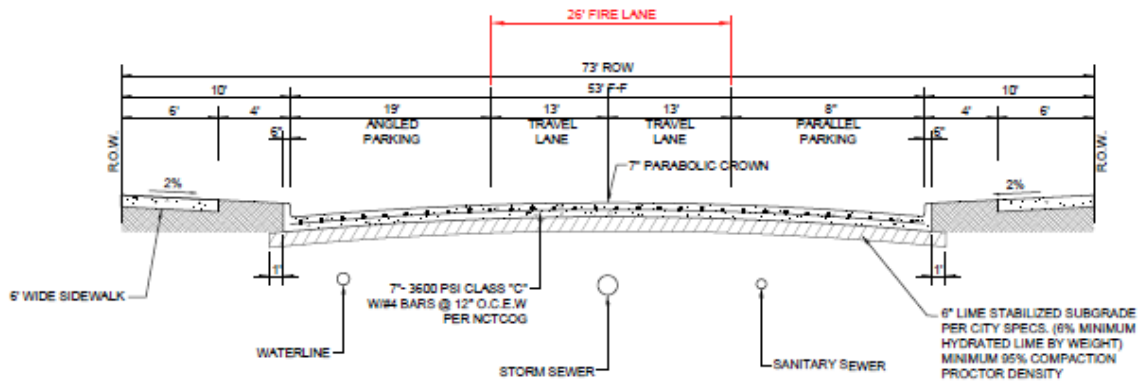 26' FIRE LANE
73' ROW
10'
53' F-F
10'
6'
4'
19'
13'
13'
8"
4'
6'
ANGLED
PARKING
TRAVEL
LANE
TRAVEL
LANE
PARALLEL
PARKING
6"
6"
R.O.W.
R.O.W.
7" PARABOLIC CROWN
2%
2%
1'
1'
6' WIDE SIDEWALK
7"- 3600 PSI CLASS "C"
W/#4 BARS @ 12" O.C.E.W
PER NCTCOG
WATERLINE
STORM SEWER
SANITARY SEWER
6" LIME STABILIZED SUBGRADE
PER CITY SPECS. (6% MINIMUM
HYDRATED LIME BY WEIGHT)
MINIMUM 95% COMPACTION
PROCTOR DENSITY